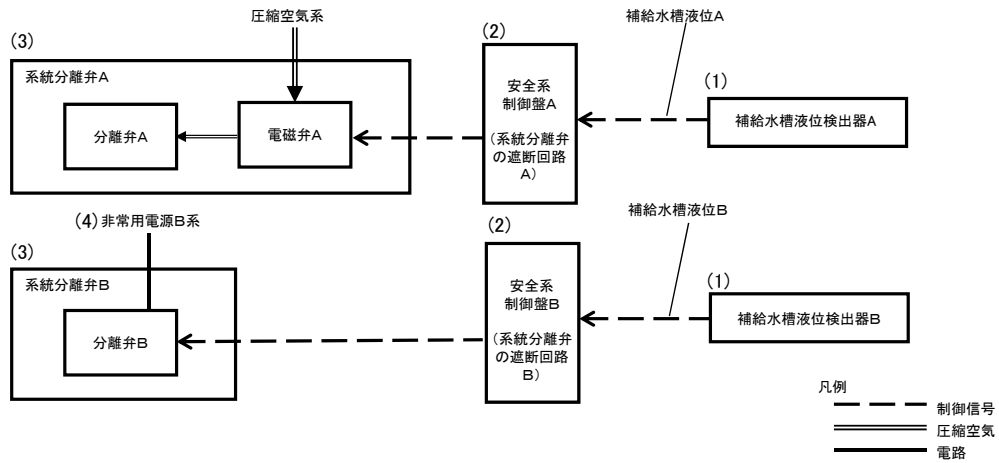 圧縮空気系
補給水槽液位A
(3)
(2)
系統分離弁A
安全系
制御盤A
(1)
分離弁A
電磁弁A
補給水槽液位検出器A
(系統分離弁
の遮断回路
A)
補給水槽液位B
(4)非常用電源B系
(2)
(3)
系統分離弁B
安全系
制御盤B
(1)
分離弁B
補給水槽液位検出器B
(系統分離弁
の遮断回路
B)
凡例
制御信号
圧縮空気
電路